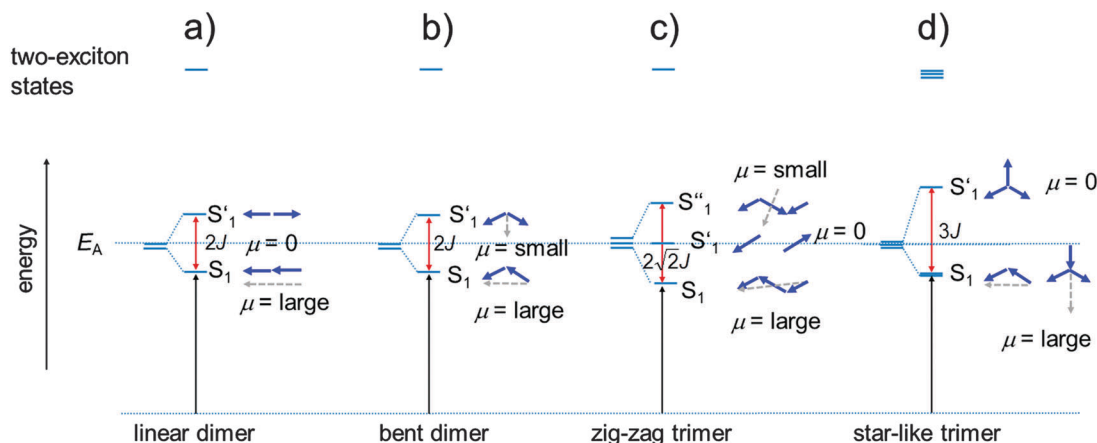 a) b) c) d)
two-exciton
states
energy
E_A
S‘₁
2J
μ = 0
S₁
μ = large
linear dimer
S‘₁
2J
μ = small
S₁
μ = large
bent dimer
μ = small
S‘‘₁
S‘₁
μ = 0
2√2J
S₁
μ = large
zig-zag trimer
S‘₁
μ = 0
3J
S₁
μ = large
star-like trimer